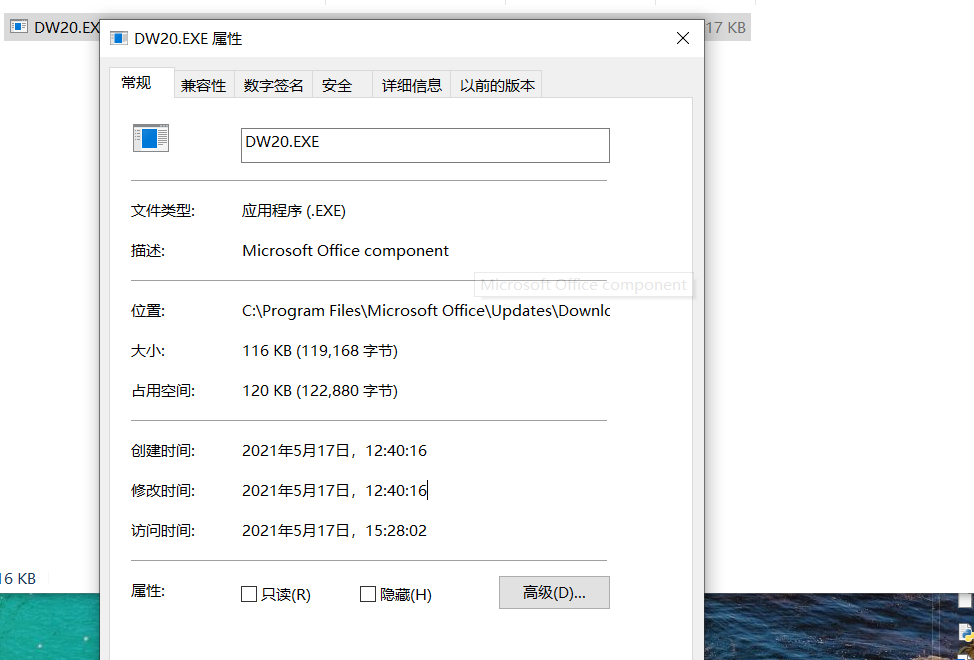 DW20.EX
17 KB
DW20.EXE 属性
常规 兼容性 数字签名 安全 详细信息 以前的版本
DW20.EXE
文件类型: 应用程序 (.EXE)
描述: Microsoft Office component
Microsoft Office component
位置: C:\Program Files\Microsoft Office\Updates\Downlo
大小: 116 KB (119,168 字节)
占用空间: 120 KB (122,880 字节)
创建时间: 2021年5月17日，12:40:16
修改时间: 2021年5月17日，12:40:16
访问时间: 2021年5月17日，15:28:02
16 KB
属性: 只读(R) 隐藏(H) 高级(D)...